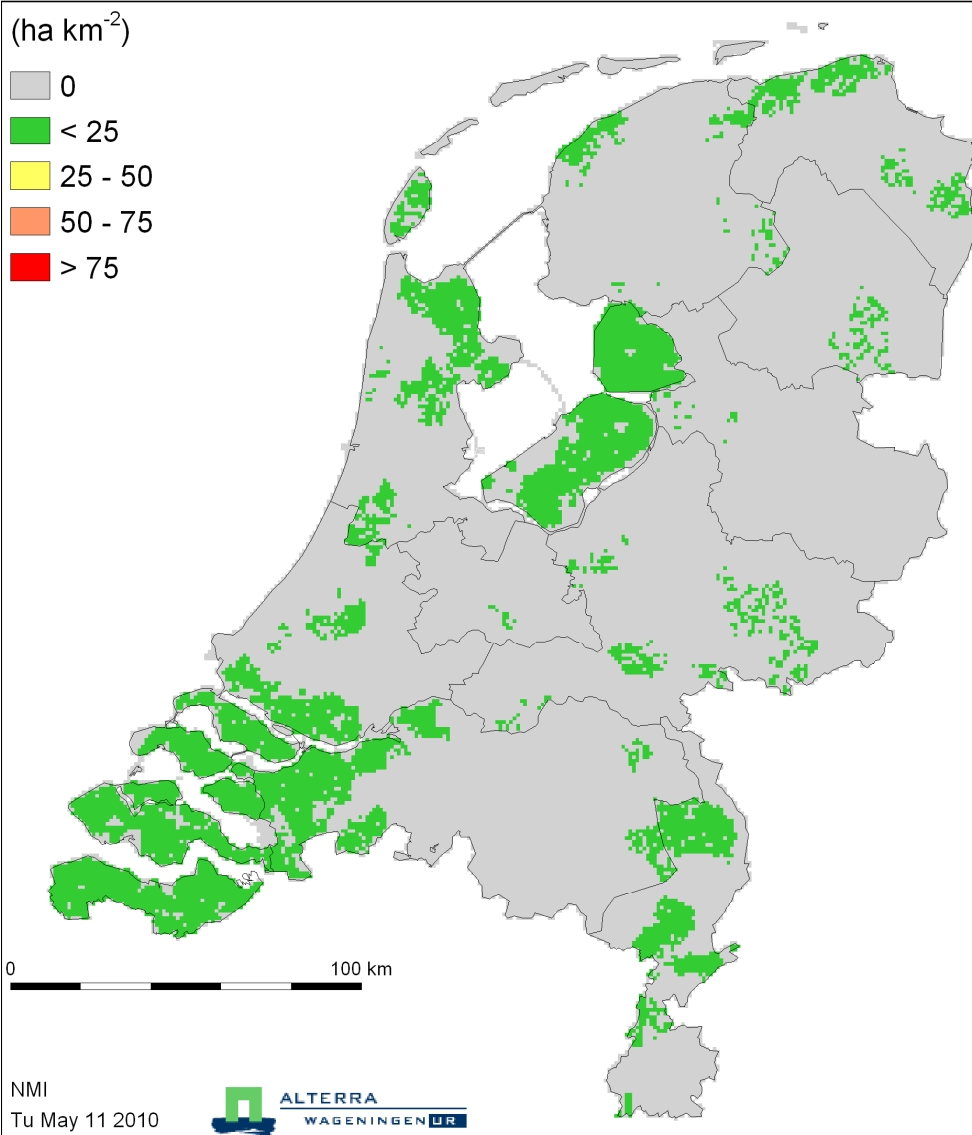 (ha km-2)
0
< 25
25 - 50
50 - 75
> 75
0 100 km
NMI
Tu May 11 2010
ALTERRA
WAGENINGEN UR